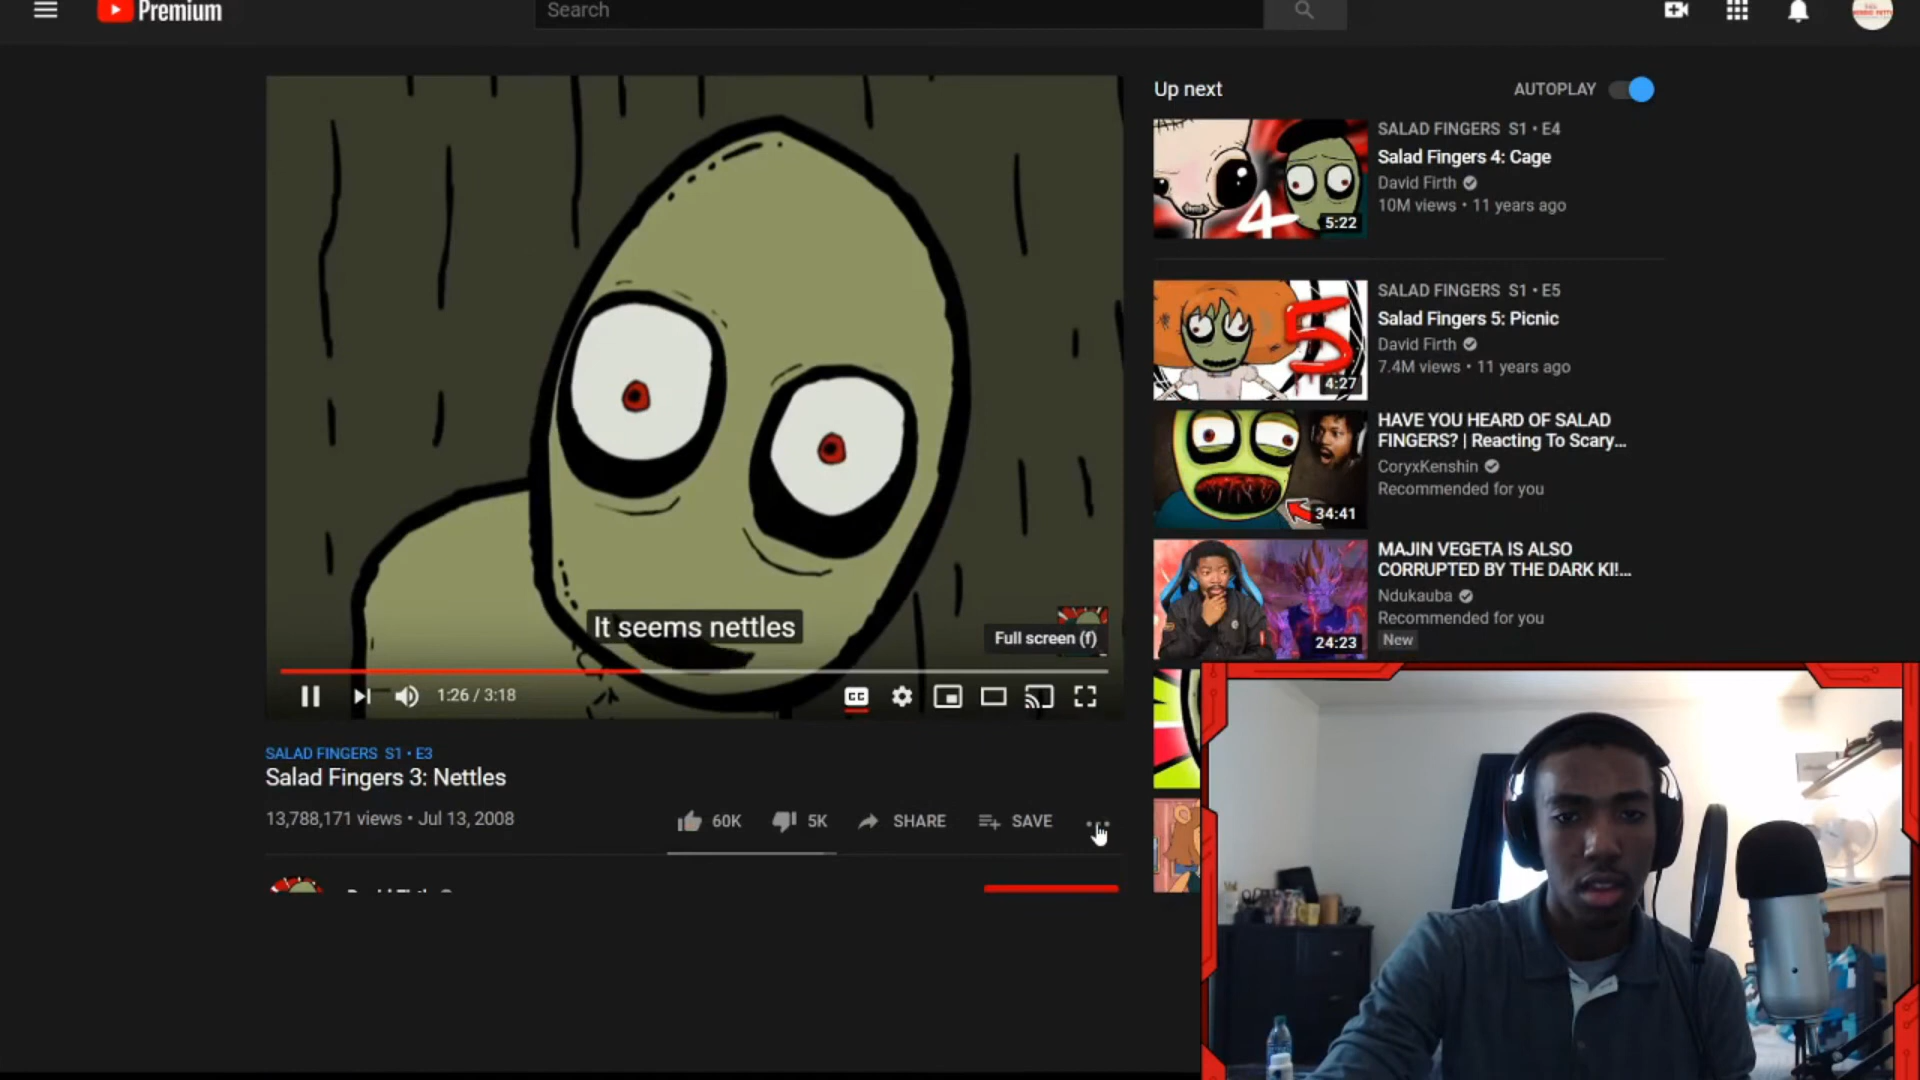 Premium
Search
Up next
AUTOPLAY
SALAD FINGERS S1 • E4
Salad Fingers 4: Cage
David Firth
10M views • 11 years ago
4
5:22
SALAD FINGERS S1 • E5
Salad Fingers 5: Picnic
David Firth
7.4M views • 11 years ago
5
4:27
HAVE YOU HEARD OF SALAD
FINGERS? | Reacting To Scary...
CoryxKenshin
Recommended for you
34:41
MAJIN VEGETA IS ALSO
CORRUPTED BY THE DARK KI!...
Ndukauba
Recommended for you
New
24:23
It seems nettles
Full screen (f)
1:26 / 3:18
CC
SALAD FINGERS S1 • E3
Salad Fingers 3: Nettles
13,788,171 views • Jul 13, 2008
60K
5K
SHARE
SAVE